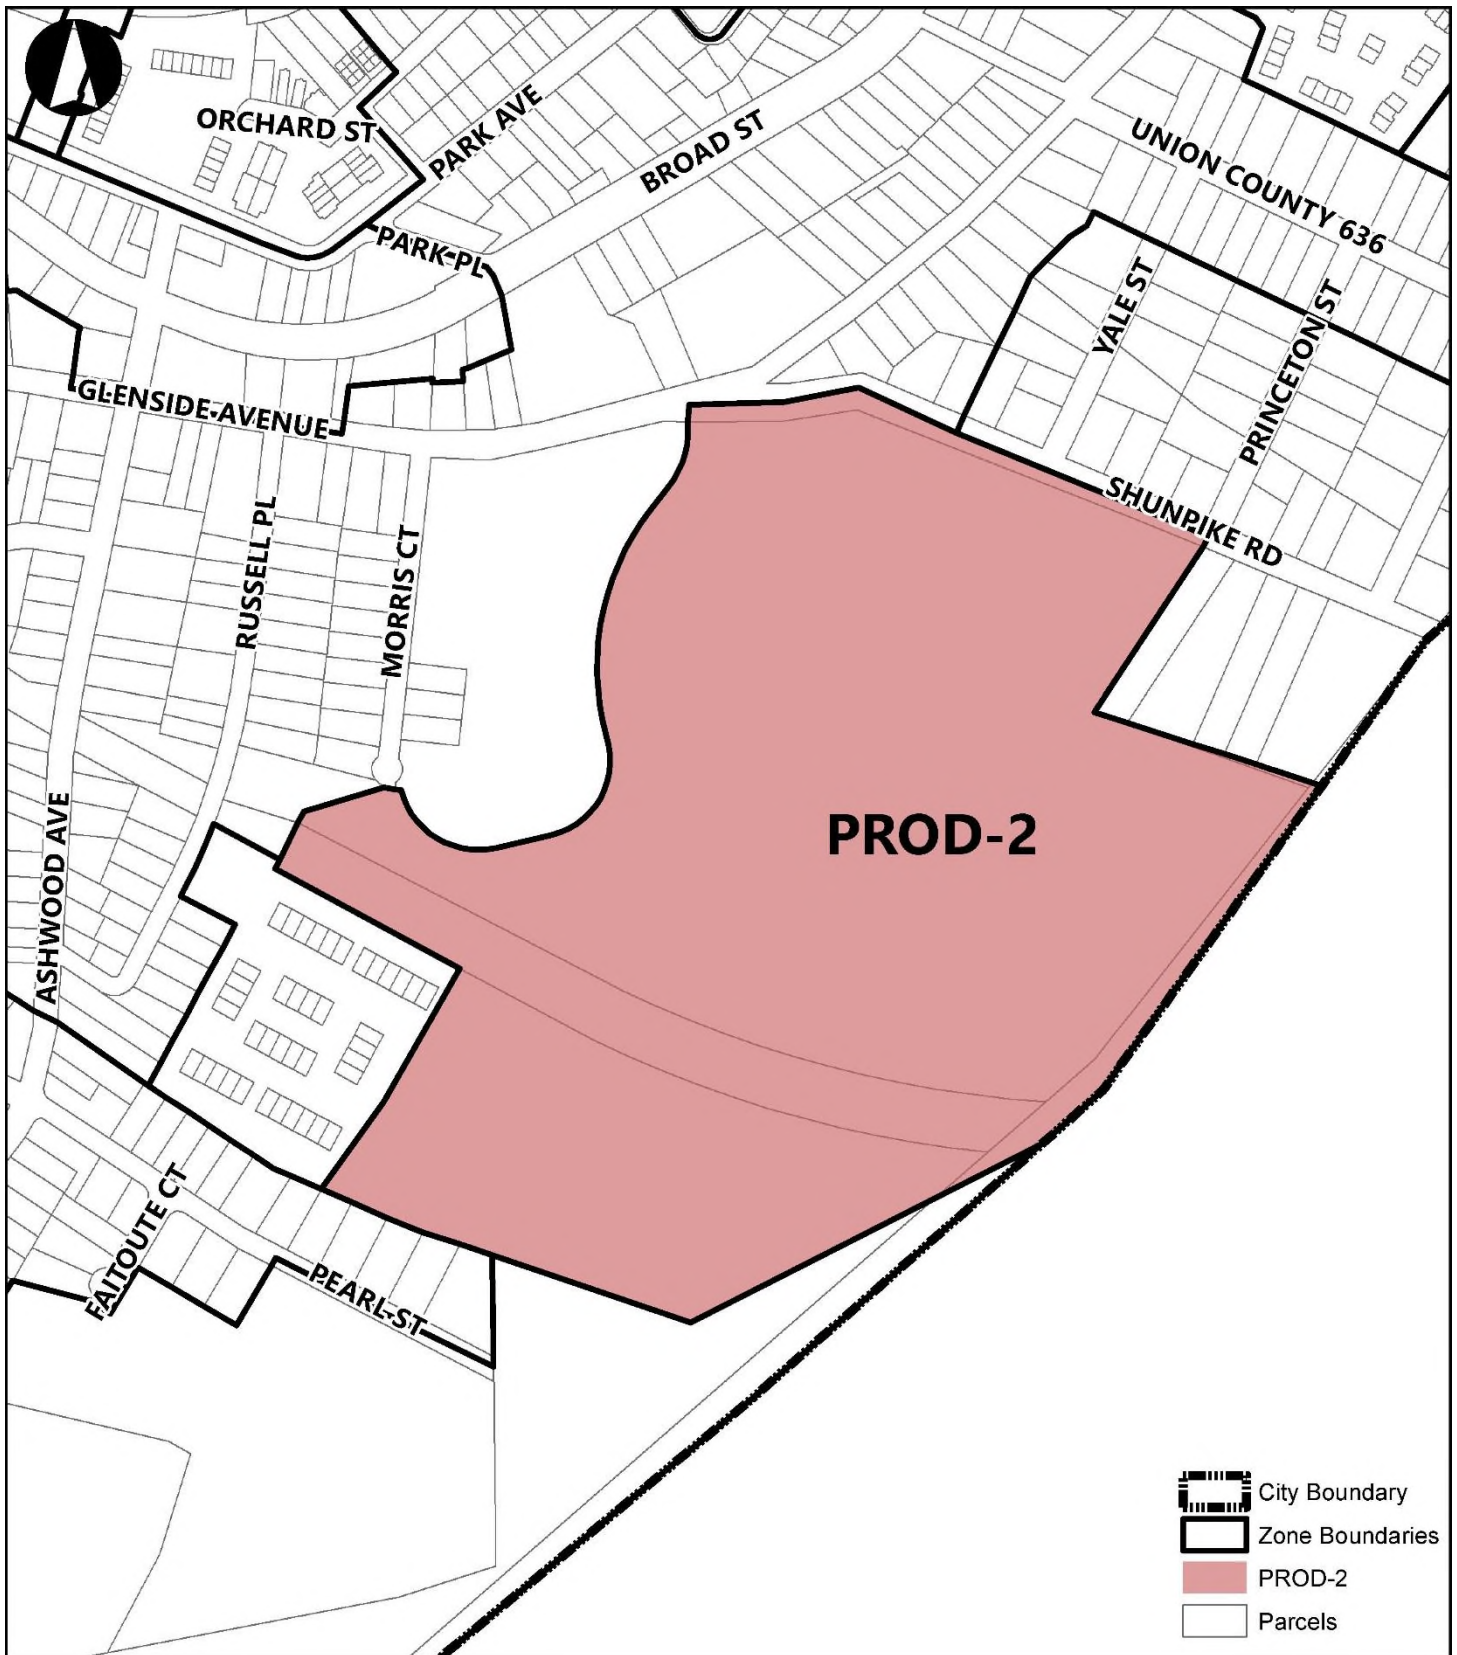 ORCHARD ST
PARK AVE
BROAD ST
UNION COUNTY 636
PARK PL
YALE ST
PRINCETON ST
GLENSIDE AVENUE
SHUNPIKE RD
RUSSELL PL
MORRIS CT
PROD-2
ASHWOOD AVE
FAITOUTE CT
PEARL ST
City Boundary
Zone Boundaries
PROD-2
Parcels